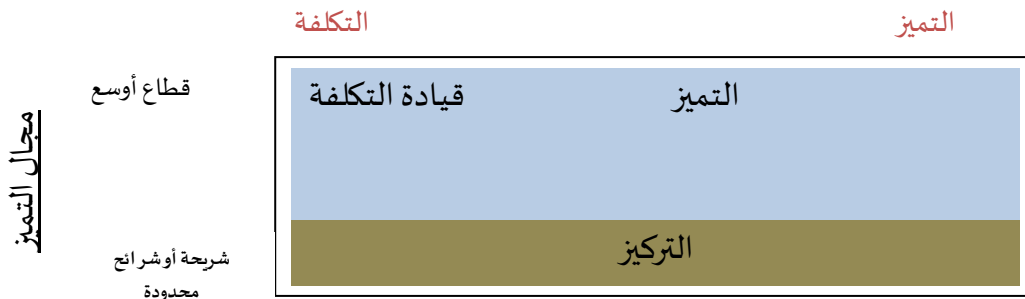 التميز
التكلفة
التميز
قيادة التكلفة
قطاع أوسع
مجال التميز
التركيز
شريحة أوشرائح
محدودة